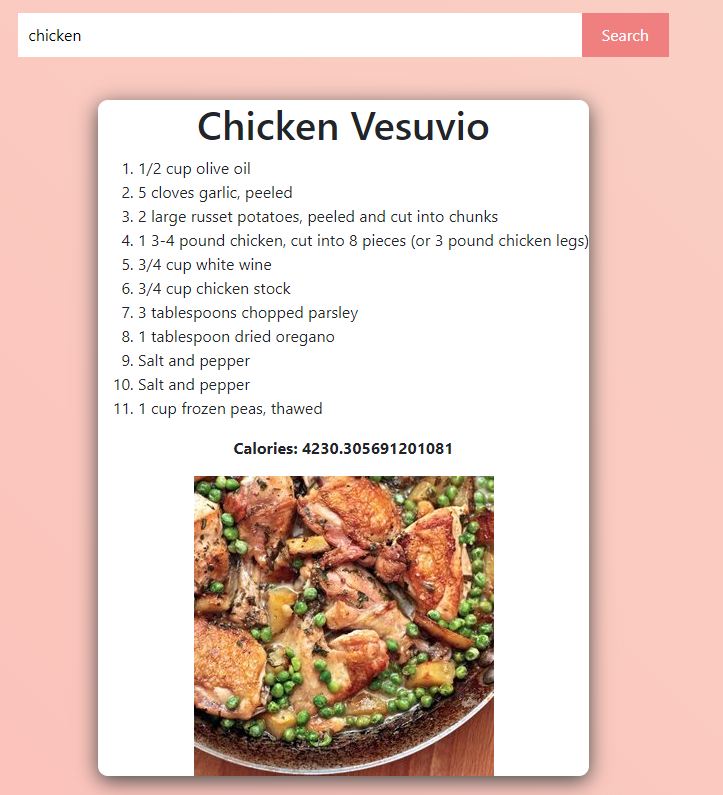 chicken
Search
Chicken Vesuvio
1. 1/2 cup olive oil
2. 5 cloves garlic, peeled
3. 2 large russet potatoes, peeled and cut into chunks
4. 1 3-4 pound chicken, cut into 8 pieces (or 3 pound chicken legs)
5. 3/4 cup white wine
6. 3/4 cup chicken stock
7. 3 tablespoons chopped parsley
8. 1 tablespoon dried oregano
9. Salt and pepper
10. Salt and pepper
11. 1 cup frozen peas, thawed
Calories: 4230.305691201081